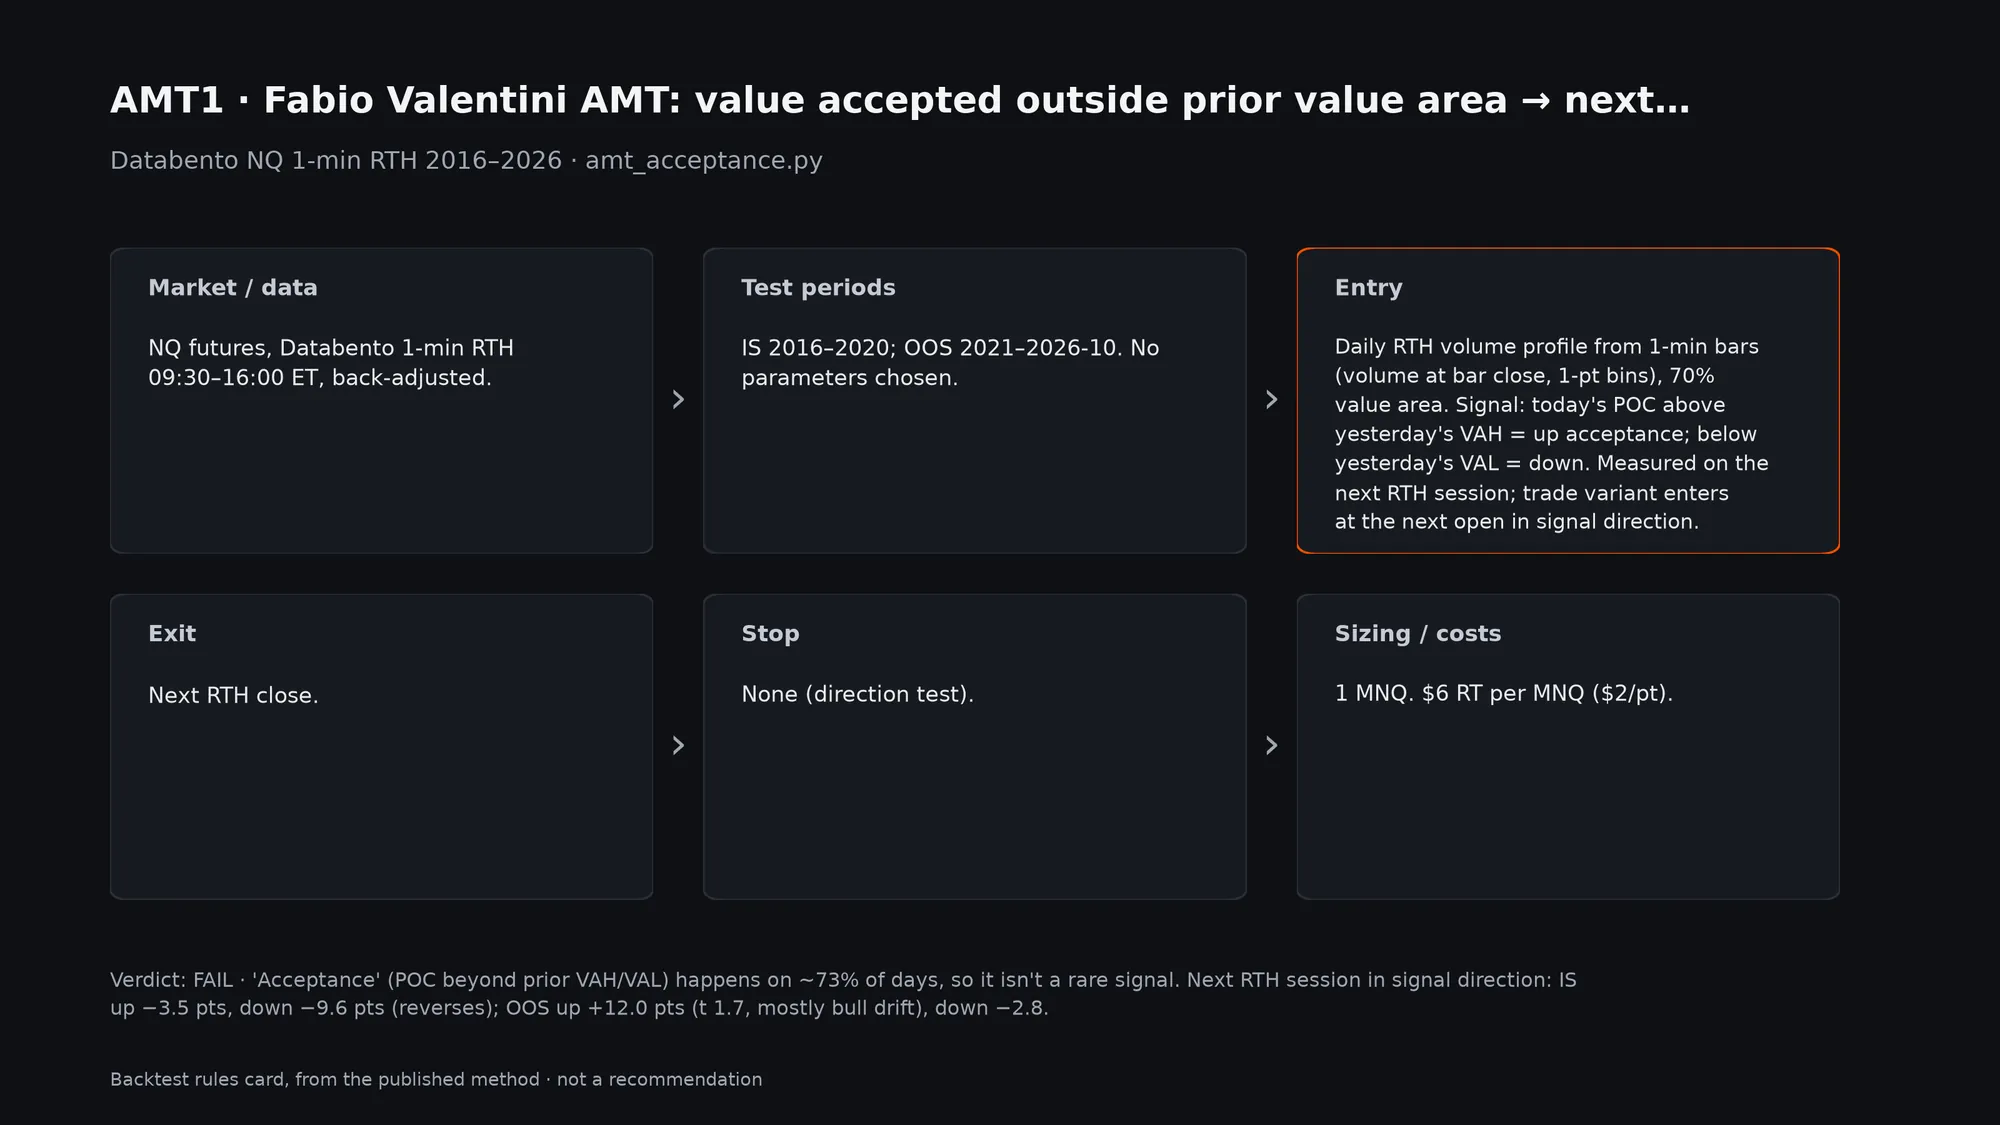 AMT1 · Fabio Valentini AMT: value accepted outside prior value area → next…
Databento NQ 1-min RTH 2016–2026 · amt_acceptance.py
Market / data
NQ futures, Databento 1-min RTH
09:30–16:00 ET, back-adjusted.
›
Test periods
IS 2016–2020; OOS 2021–2026-10. No
parameters chosen.
›
Entry
Daily RTH volume profile from 1-min bars
(volume at bar close, 1-pt bins), 70%
value area. Signal: today's POC above
yesterday's VAH = up acceptance; below
yesterday's VAL = down. Measured on the
next RTH session; trade variant enters
at the next open in signal direction.
Exit
Next RTH close.
›
Stop
None (direction test).
›
Sizing / costs
1 MNQ. $6 RT per MNQ ($2/pt).
Verdict: FAIL · 'Acceptance' (POC beyond prior VAH/VAL) happens on ~73% of days, so it isn't a rare signal. Next RTH session in signal direction: IS
up −3.5 pts, down −9.6 pts (reverses); OOS up +12.0 pts (t 1.7, mostly bull drift), down −2.8.
Backtest rules card, from the published method · not a recommendation